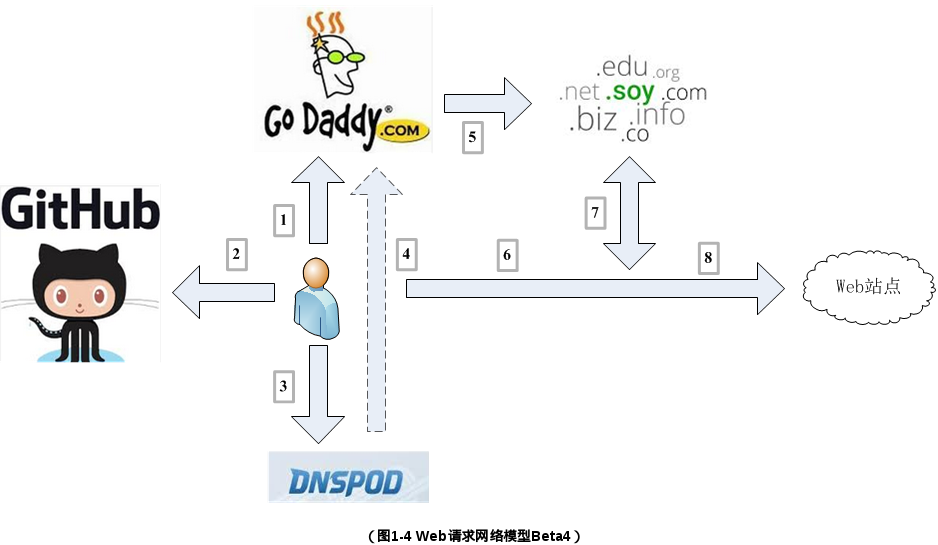 Go Daddy®.COM
.edu .org
.net .soy .com
.biz .info
.co
5
GitHub
1
7
2
4
6
8
Web站点
3
DNSPOD
（图1-4 Web请求网络模型Beta4）